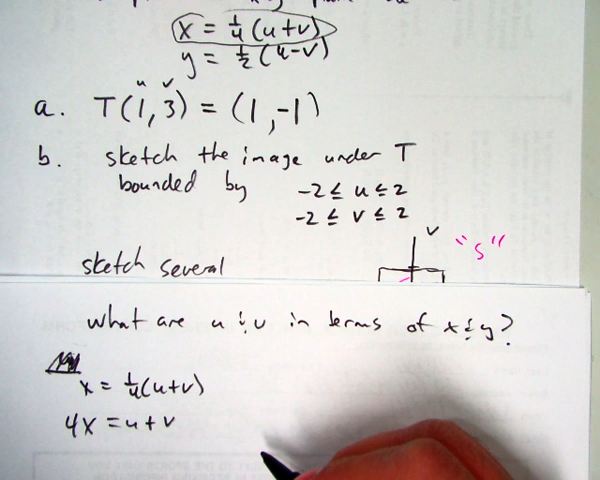 x = 1/4 (u+v)
y = 1/2 (u-v)
u v
a. T(1,3) = (1,-1)
b. sketch the image under T
bounded by -2 ≤ u ≤ 2
-2 ≤ v ≤ 2
v "S"
sketch several
what are u & v in terms of x & y?
x = 1/4(u+v)
4x = u+v